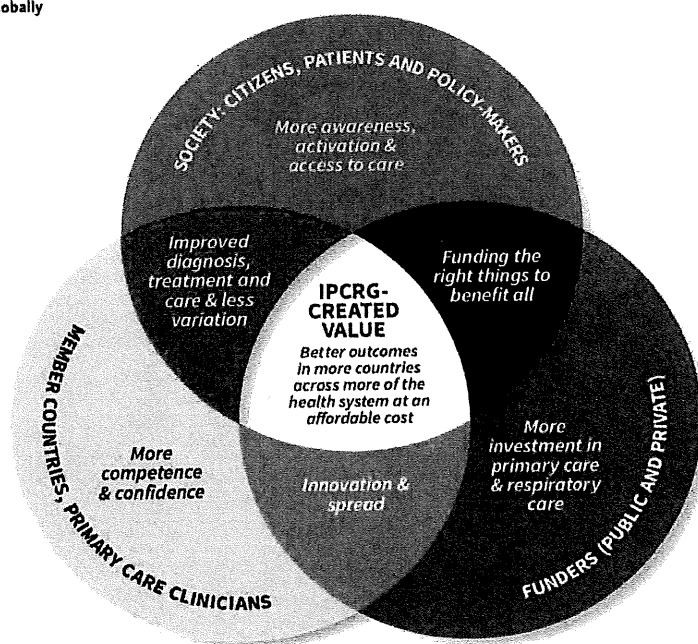 obally
SOCIETY: CITIZENS, PATIENTS AND POLICY-MAKERS
More awareness,
activation &
access to care
Improved
diagnosis,
treatment and
care & less
variation
Funding the
right things to
benefit all
IPCRG-
CREATED
VALUE
Better outcomes
in more countries
across more of the
health system at an
affordable cost
MEMBER COUNTRIES, PRIMARY CARE CLINICIANS
More
competence
& confidence
Innovation &
spread
More
investment in
primary care
& respiratory
care
FUNDERS (PUBLIC AND PRIVATE)